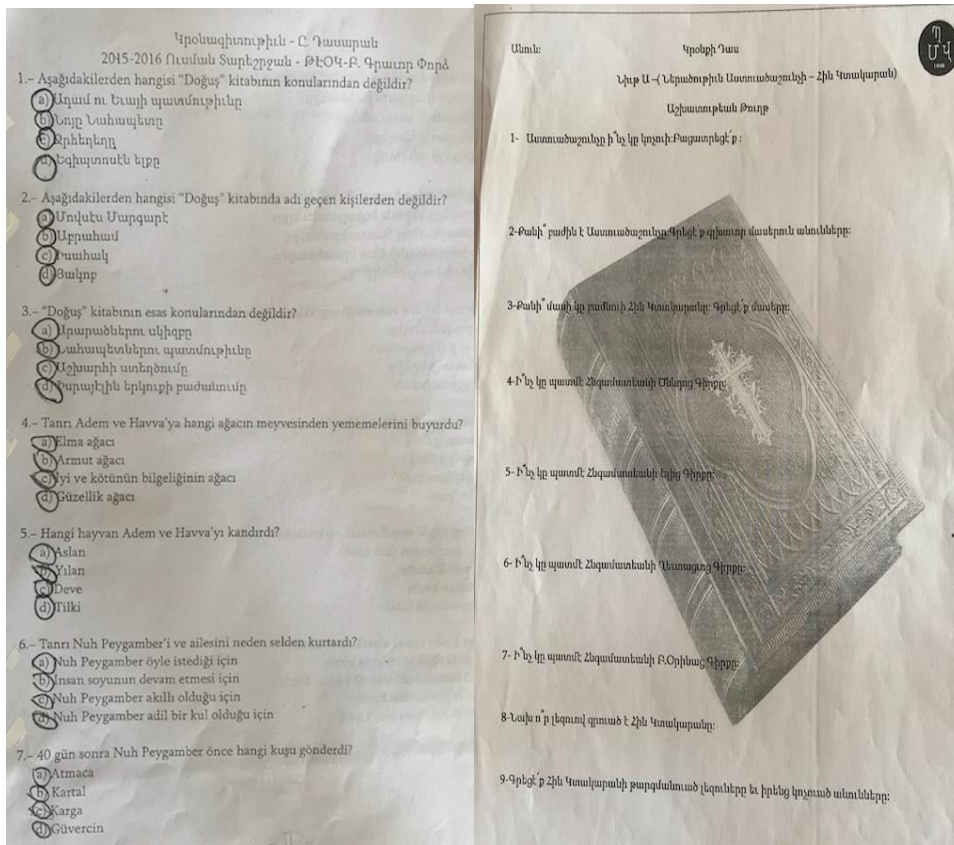 Կրօնագիտութիւն - Ը. Դասարան
2015-2016 Ուսման Տարեշրջան - ԹԷՕԿ-Բ. Գրաւոր Փորձ
1.– Aşağıdakilerden hangisi "Doğuş" kitabının konularından değildir?
a) Ադամ ու Եւայի պատմութիւնը
b) Նոյը Նահապետը
c) Ջրհեղեղը
d) Եգիպտոսէն ելքը
2.– Aşağıdakilerden hangisi "Doğuş" kitabında adı geçen kişilerden değildir?
a) Մովսէս Մարգարէ
b) Աբրահամ
c) Իսահակ
d) Յակոբ
3.– "Doğuş" kitabının esas konularından değildir?
a) Արարածներու սկիզբը
b) Նահապետներու պատմութիւնը
c) Աշխարհի ստեղծումը
d) Իսրայէլին երկուքի բաժանումը
4.– Tanrı Adem ve Havva'ya hangi ağacın meyvesinden yememelerini buyurdu?
a) Elma ağacı
b) Armut ağacı
c) İyi ve kötünün bilgeliğinin ağacı
d) Güzellik ağacı
5.– Hangi hayvan Adem ve Havva'yı kandırdı?
a) Aslan
b) Yılan
c) Deve
d) Tilki
6.– Tanrı Nuh Peygamber'i ve ailesini neden selden kurtardı?
a) Nuh Peygamber öyle istediği için
b) İnsan soyunun devam etmesi için
c) Nuh Peygamber akıllı olduğu için
d) Nuh Peygamber adil bir kul olduğu için
7.– 40 gün sonra Nuh Peygamber önce hangi kuşu gönderdi?
a) Atmaca
b) Kartal
c) Karga
d) Güvercin
Անուն:
Կրօնքի Դաս
Պ
Մ Վ
Նիւթ Ա –( Ներածութիւն Աստուածաշունչի – Հին Կտակարան)
Աշխատութեան Թուղթ
1- Աստուածաշունչը ի՞նչ կը կոչուի:Բացատրեցէ՛ք :
2-Քանի՞ բաժին է Աստուածաշունչը:Գրեցէ՛ք գլխաւոր մասերուն անունները:
3-Քանի՞ մասի կը բաժնուի Հին Կտակարանը: Գրեցէ՛ք մասերը:
4-Ի՞նչ կը պատմէ Հնգամատեանի Ծննդոց Գիրքը:
5- Ի՞նչ կը պատմէ Հնգամատեանի Ելից Գիրքը:
6- Ի՞նչ կը պատմէ Հնգամատեանի Ղեւտացւոց Գիրքը:
7- Ի՞նչ կը պատմէ Հնգամատեանի Բ.Օրինաց Գիրքը:
8-Նախ ո՞ր լեզուով գրուած է Հին Կտակարանը:
9-Գրեցէ՛ք Հին Կտակարանի թարգմանուած լեզուները եւ իրենց կոչուած անունները: